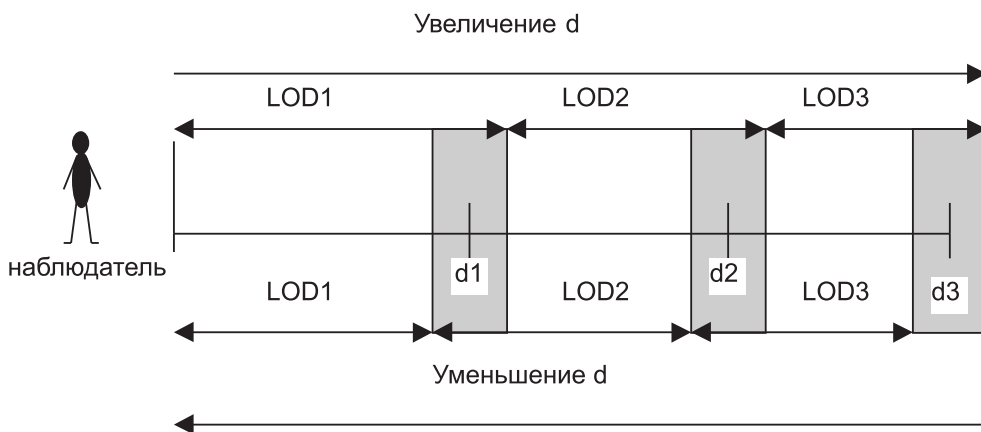 Увеличение d
LOD1 LOD2 LOD3
наблюдатель
d1 d2 d3
LOD1 LOD2 LOD3
Уменьшение d